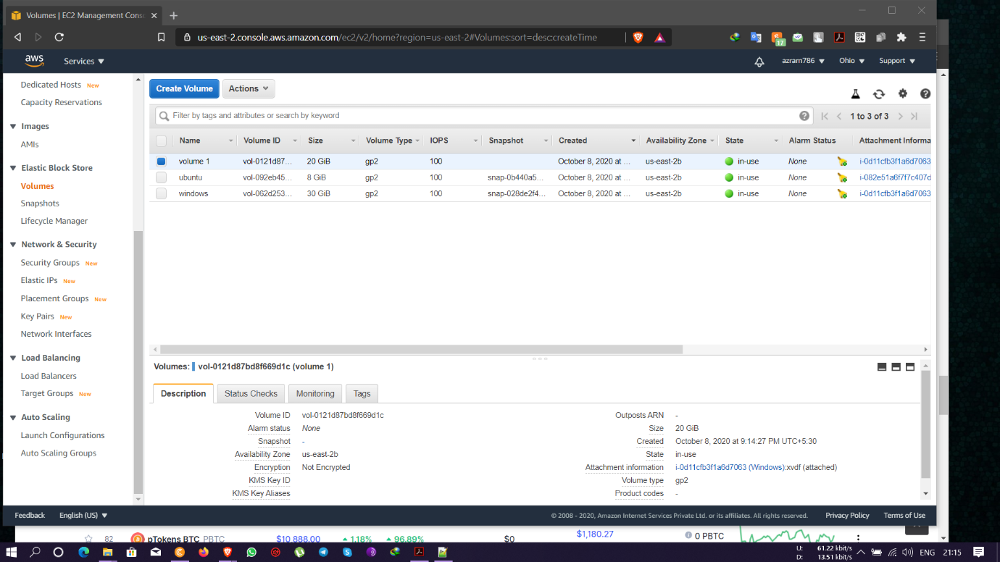 Volumes | EC2 Management Cons
us-east-2.console.aws.amazon.com/ec2/v2/home?region=us-east-2#Volumes:sort=desc:createTime
17
aws Services azrarn786 Ohio Support
Dedicated Hosts New
Capacity Reservations
Images
AMIs
Elastic Block Store
Volumes
Snapshots
Lifecycle Manager
Network & Security
Security Groups New
Elastic IPs New
Placement Groups New
Key Pairs New
Network Interfaces
Load Balancing
Load Balancers
Target Groups New
Auto Scaling
Launch Configurations
Auto Scaling Groups
Create Volume Actions
Filter by tags and attributes or search by keyword 1 to 3 of 3
Name Volume ID Size Volume Type IOPS Snapshot Created Availability Zone State Alarm Status Attachment Informa
volume 1 vol-0121d87... 20 GiB gp2 100 October 8, 2020 at ... us-east-2b in-use None i-0d11cfb3f1a6d7063
ubuntu vol-092eb45... 8 GiB gp2 100 snap-0b440a5... October 8, 2020 at ... us-east-2b in-use None i-082e51a6f7f7c407d
windows vol-062d253... 30 GiB gp2 100 snap-028de2f4... October 8, 2020 at ... us-east-2b in-use None i-0d11cfb3f1a6d7063
Volumes: vol-0121d87bd8f669d1c (volume 1)
Description Status Checks Monitoring Tags
Volume ID vol-0121d87bd8f669d1c Outposts ARN -
Alarm status None Size 20 GiB
Snapshot - Created October 8, 2020 at 9:14:27 PM UTC+5:30
Availability Zone us-east-2b State in-use
Encryption Not Encrypted Attachment information i-0d11cfb3f1a6d7063 (Windows):xvdf (attached)
KMS Key ID Volume type gp2
KMS Key Aliases Product codes -
Feedback English (US) © 2008 - 2020, Amazon Internet Services Private Ltd. or its affiliates. All rights reserved. Privacy Policy Terms of Use
82 pTokens BTC PBTC $10,888.00 1.18% 96.89% $0 $1,180.27 0 PBTC
U: 61.22 kbit/s
D: 13.51 kbit/s
ENG 21:15